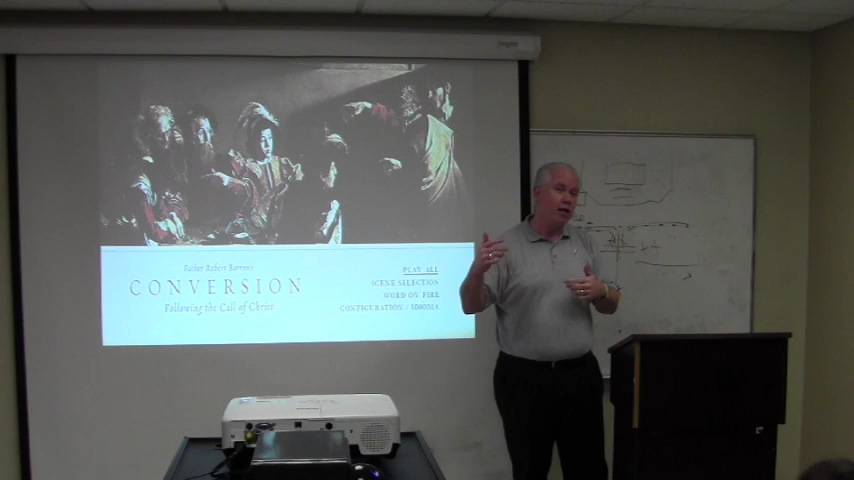 Father Robert Barron's
CONVERSION
Following the Call of Christ
PLAY ALL
SCENE SELECTION
WORD ON FIRE
CONFIGURATION / IDIOMA